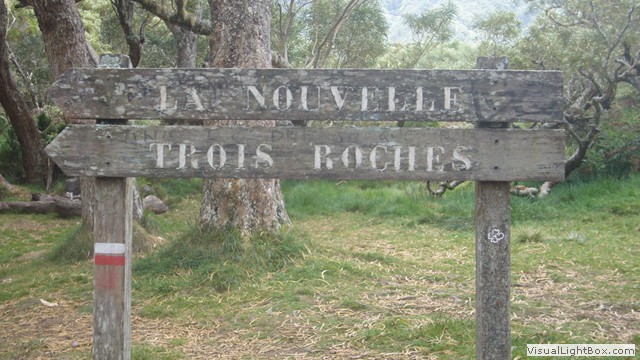 LA NOUVELLE
TROIS ROCHES
VisualLightBox.com